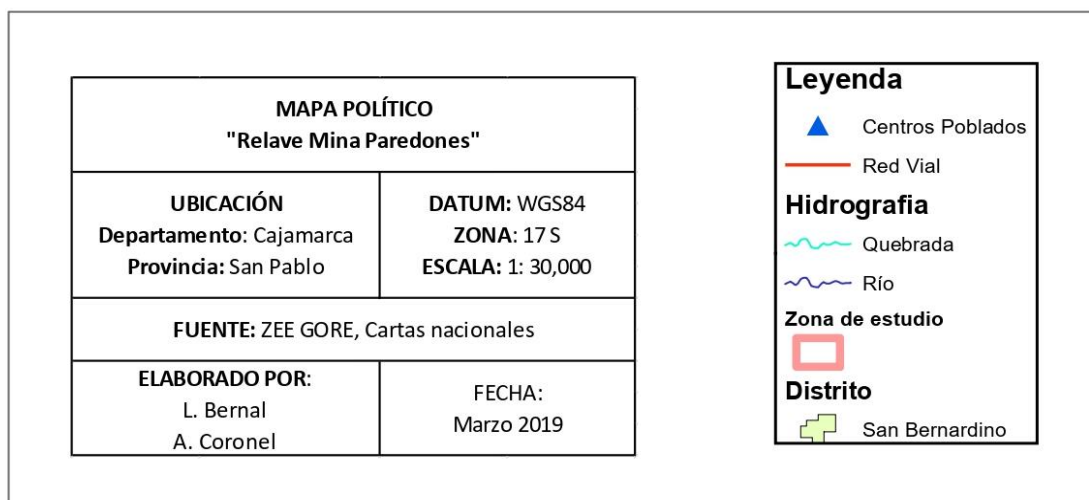 MAPA POLÍTICO
"Relave Mina Paredones"
UBICACIÓN
Departamento: Cajamarca
Provincia: San Pablo
DATUM: WGS84
ZONA: 17 S
ESCALA: 1: 30,000
FUENTE: ZEE GORE, Cartas nacionales
ELABORADO POR:
L. Bernal
A. Coronel
FECHA:
Marzo 2019
Leyenda
Centros Poblados
Red Vial
Hidrografia
Quebrada
Río
Zona de estudio
Distrito
San Bernardino